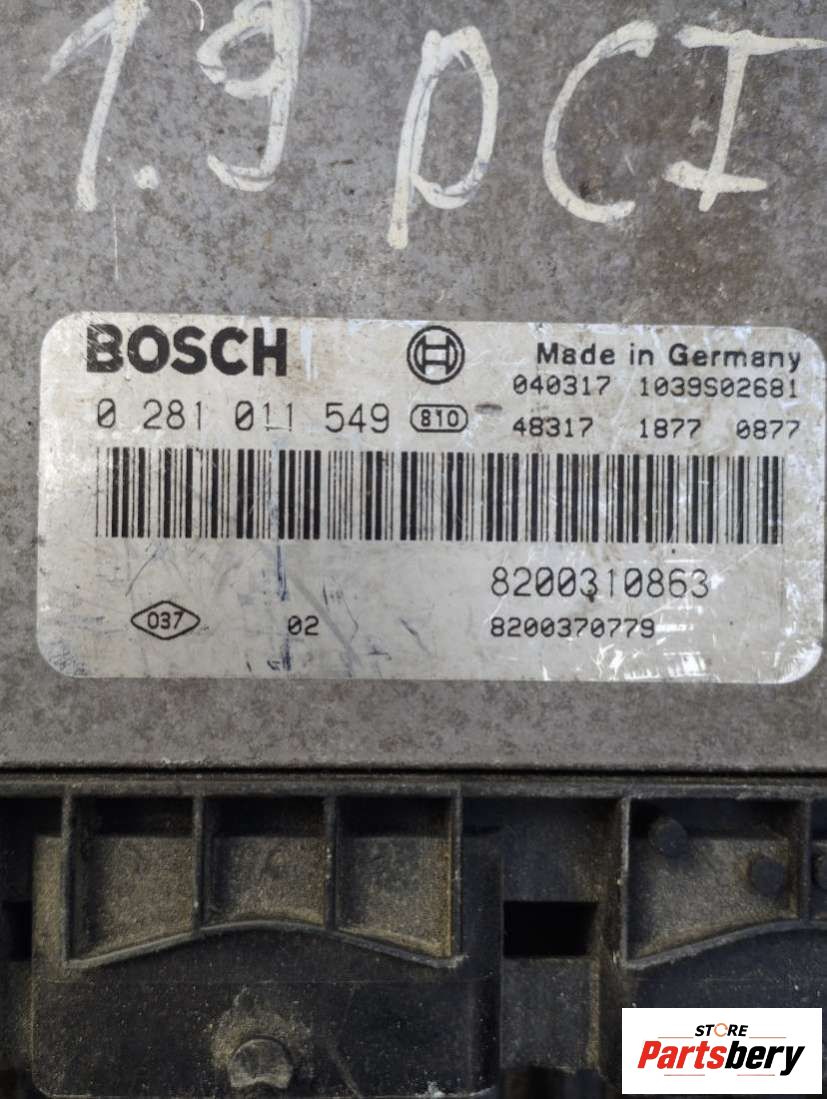 1.9 DCI
BOSCH
Made in Germany
040317 1039S02681
0 281 011 549 810
48317 1877 0877
8200310863
037 02 8200370779
STORE
Partsbery